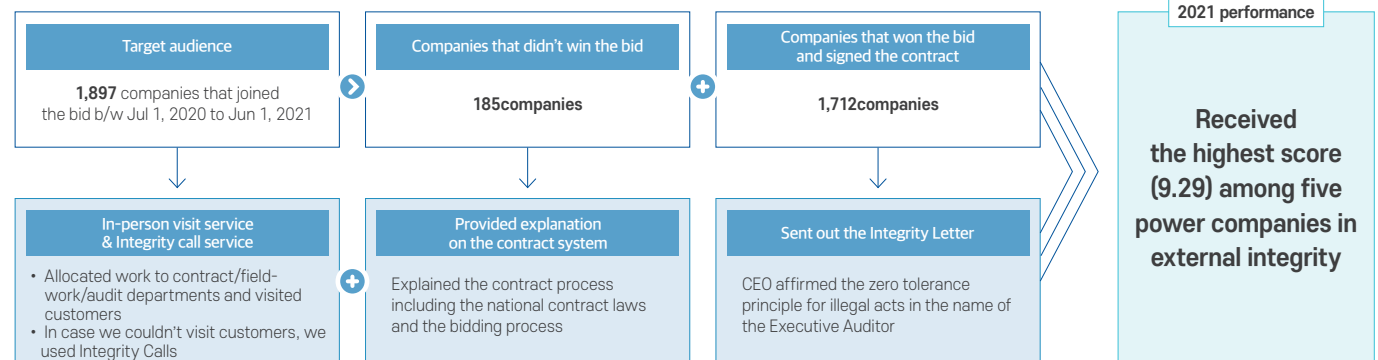 Target audience
1,897 companies that joined
the bid b/w Jul 1, 2020 to Jun 1, 2021
Companies that didn't win the bid
185companies
Companies that won the bid
and signed the contract
1,712companies
In-person visit service
& Integrity call service
• Allocated work to contract/field-
work/audit departments and visited
customers
• In case we couldn't visit customers, we
used Integrity Calls
Provided explanation
on the contract system
Explained the contract process
including the national contract laws
and the bidding process
Sent out the Integrity Letter
CEO affirmed the zero tolerance
principle for illegal acts in the name of
the Executive Auditor
2021 performance
Received
the highest score
(9.29) among five
power companies in
external integrity